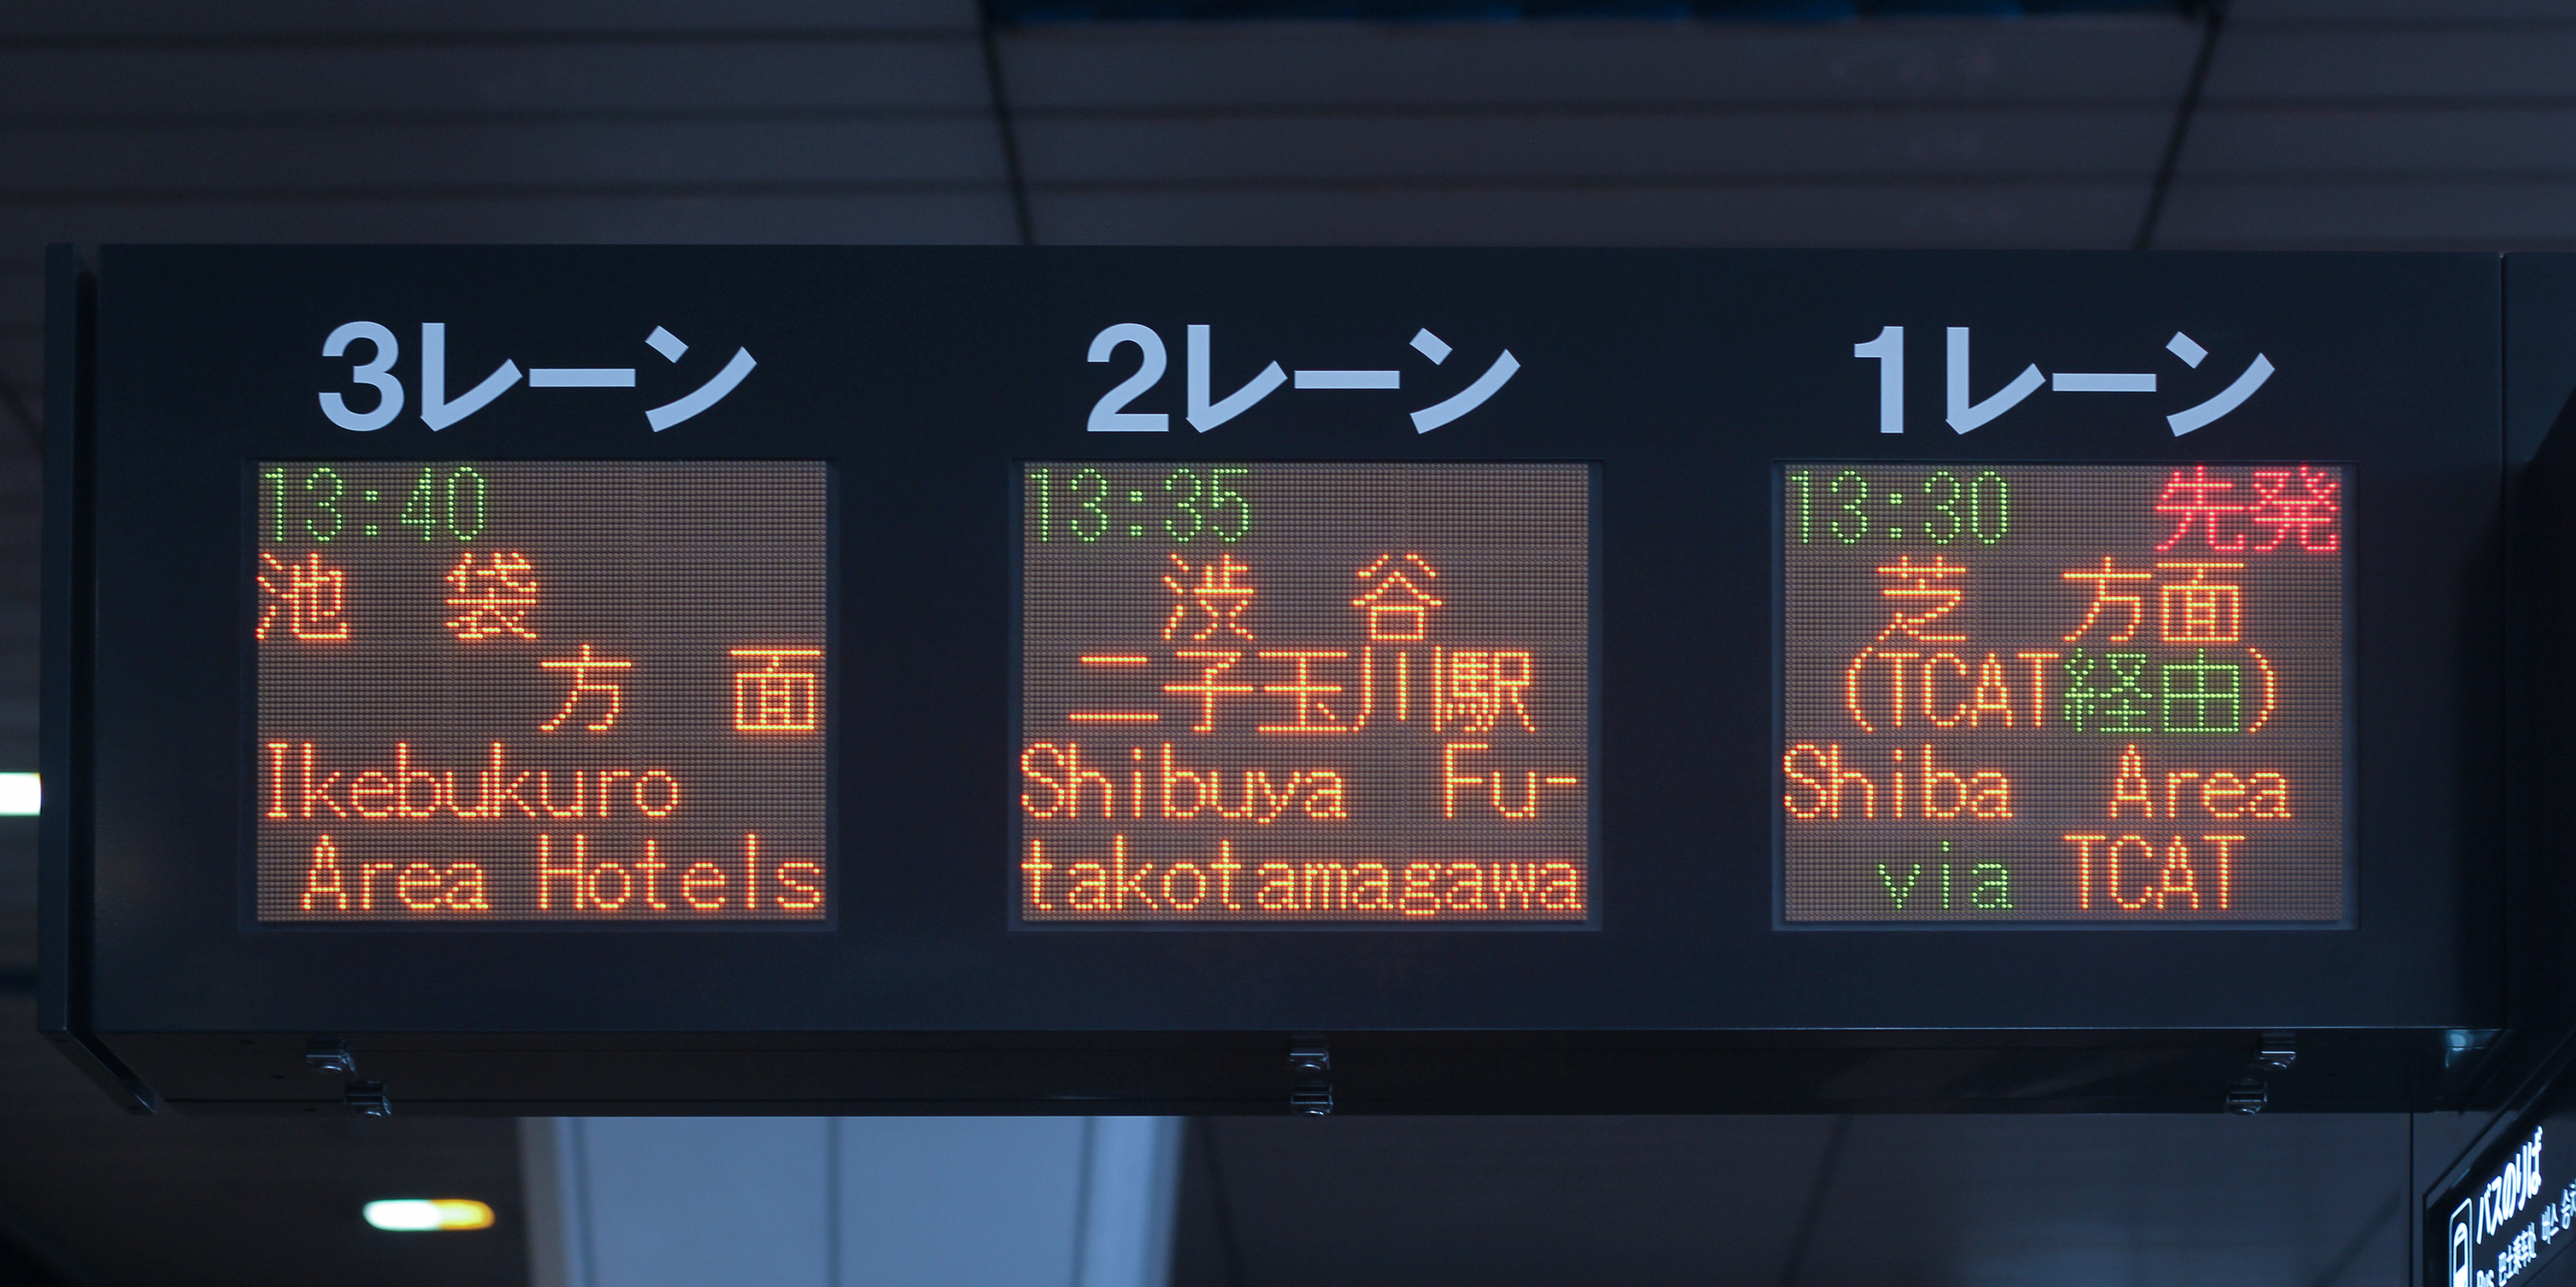 3レーン
13:40
池 袋
方 面
Ikebukuro
Area Hotels
2レーン
13:35
渋 谷
二子玉川駅
Shibuya Fu-
takotamagawa
1レーン
13:30 先発
芝 方面
(TCAT経由)
Shiba Area
via TCAT
バスのりば